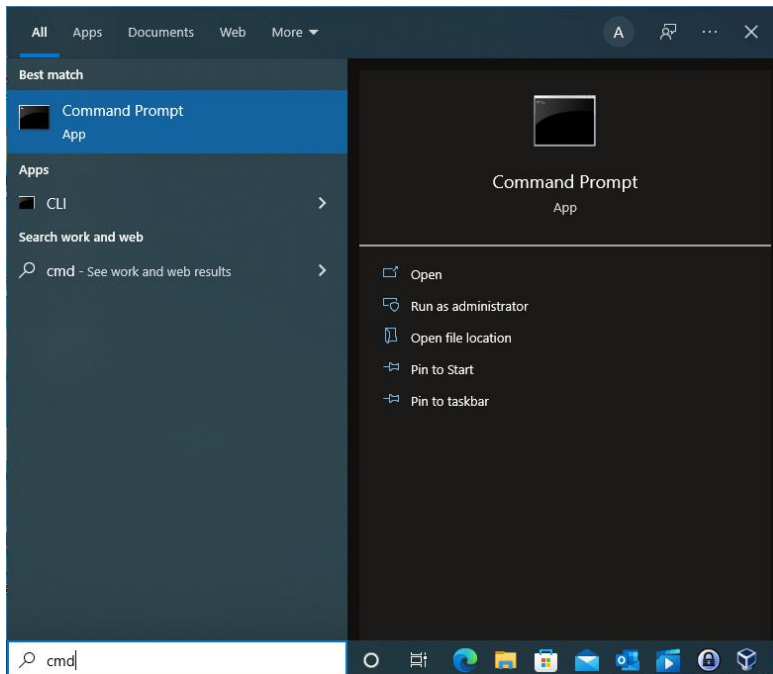 All Apps Documents Web More A
Best match
Command Prompt
App
Apps
CLI
Search work and web
cmd - See work and web results
Command Prompt
App
Open
Run as administrator
Open file location
Pin to Start
Pin to taskbar
cmd